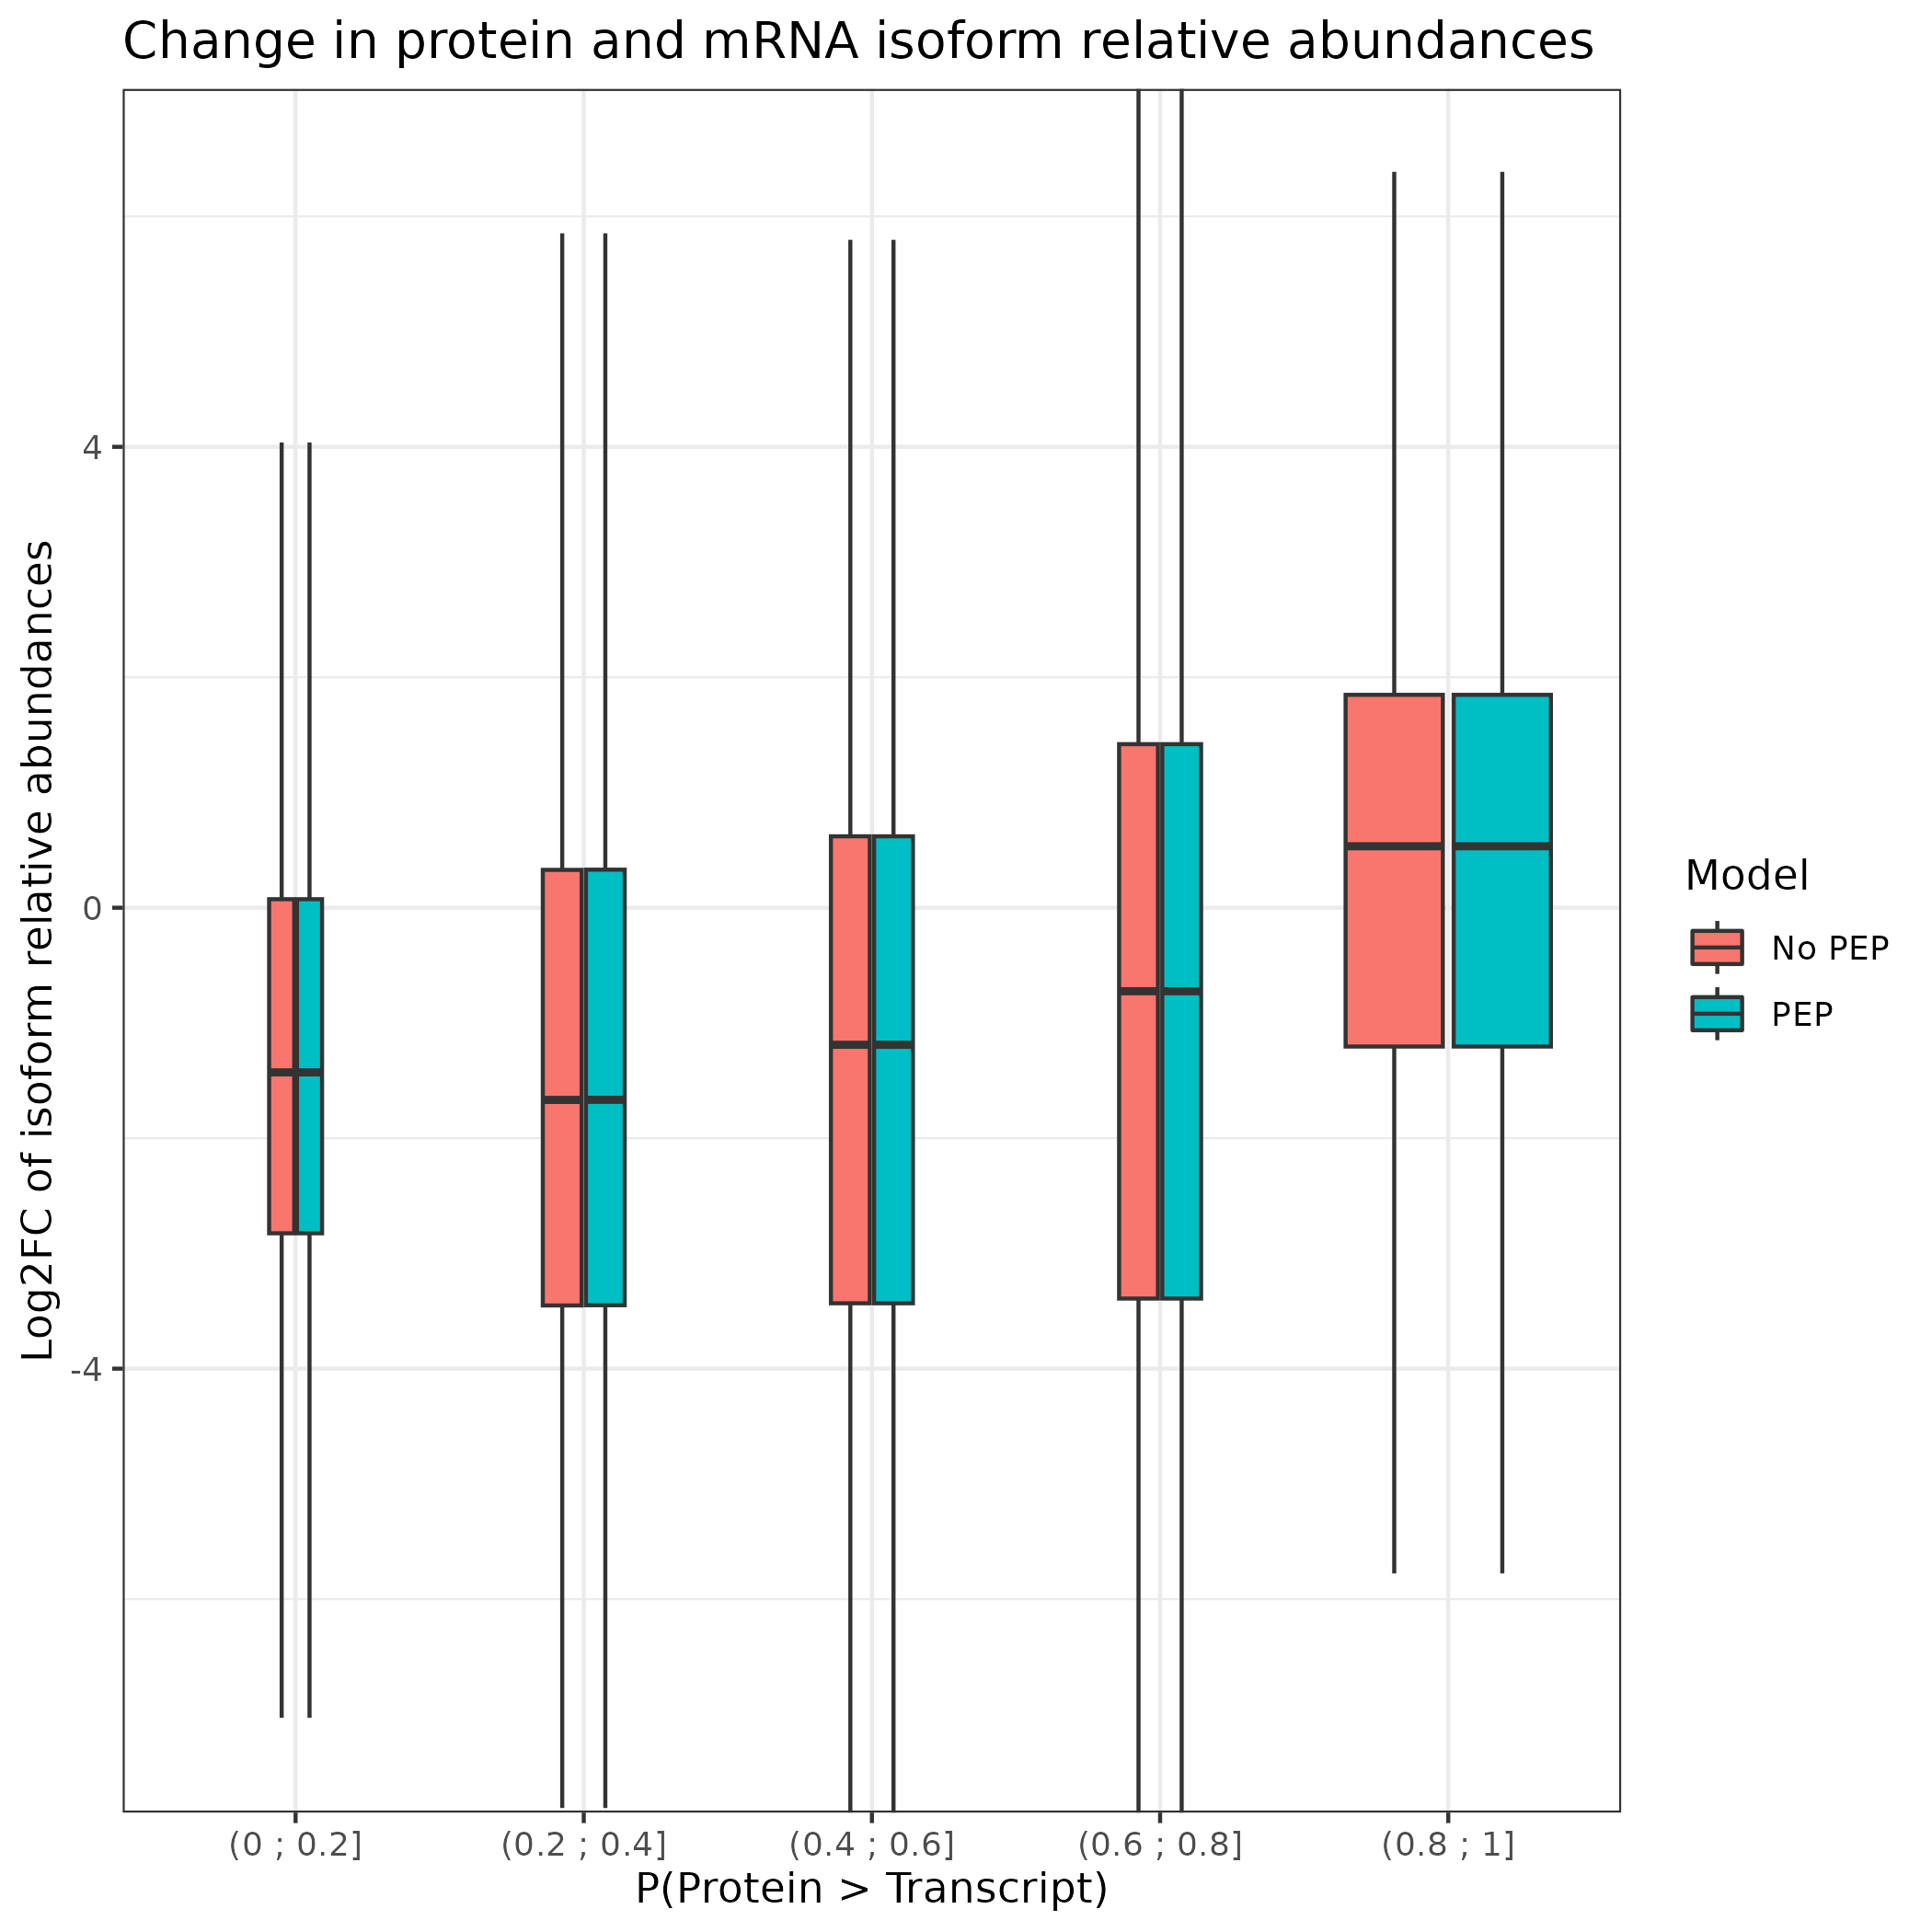 Change in protein and mRNA isoform relative abundances
Log2FC of isoform relative abundances
4
0
-4
(0 ; 0.2]
(0.2 ; 0.4]
(0.4 ; 0.6]
(0.6 ; 0.8]
(0.8 ; 1]
P(Protein > Transcript)
Model
No PEP
PEP